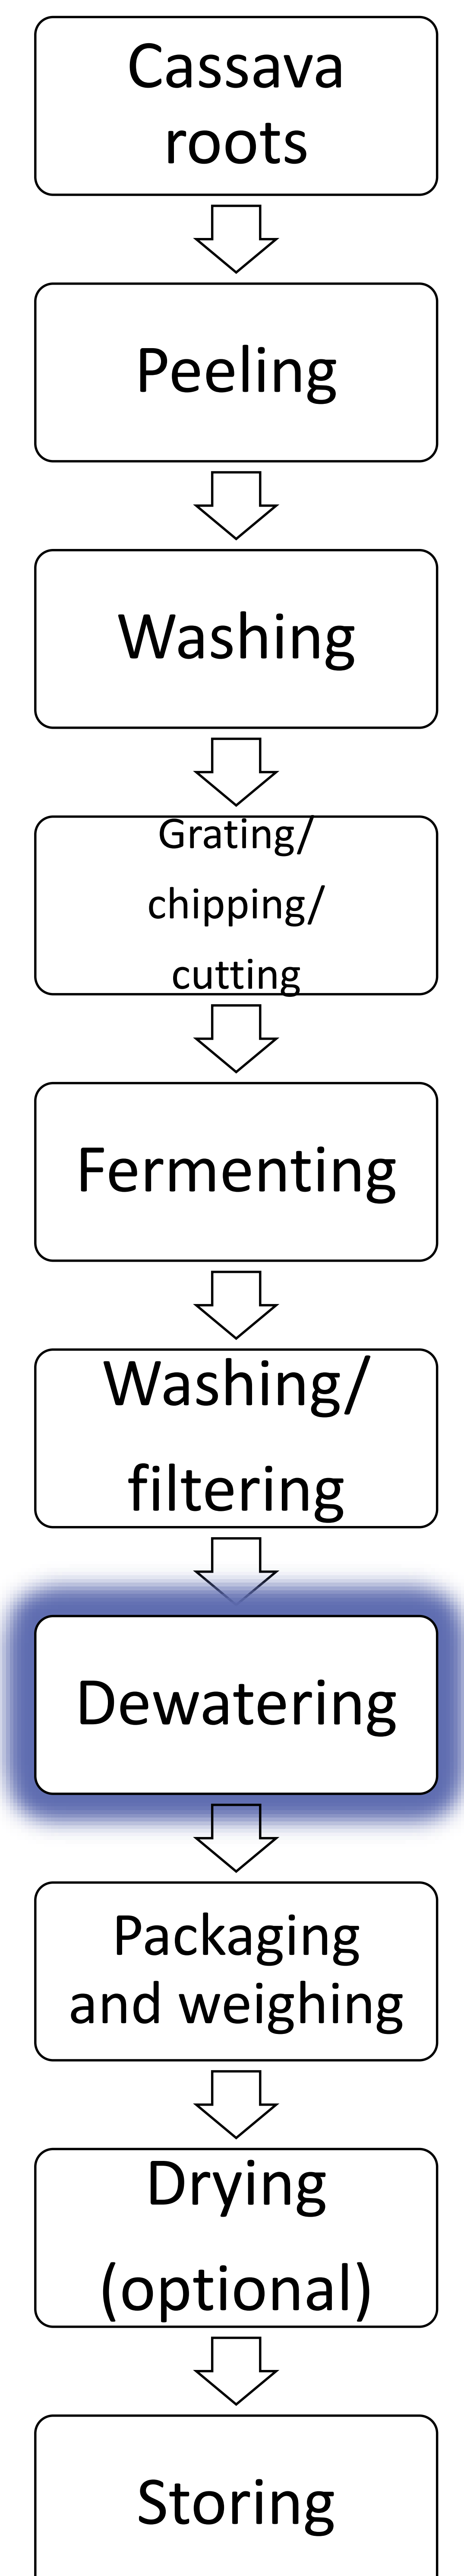 Cassava
roots
Peeling
Washing
Grating/
chipping/
cutting
Fermenting
Washing/
filtering
Dewatering
Packaging
and weighing
Drying
(optional)
Storing